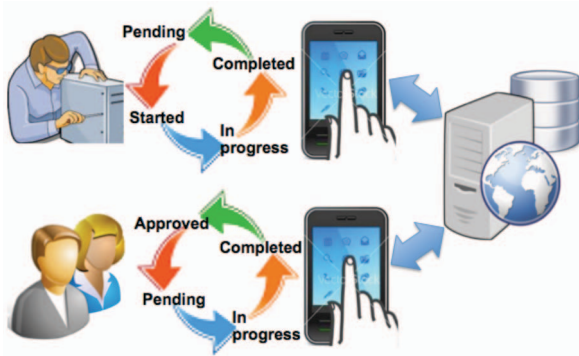 Pending
Completed
Started
In
progress
Approved
Completed
Pending
In
progress